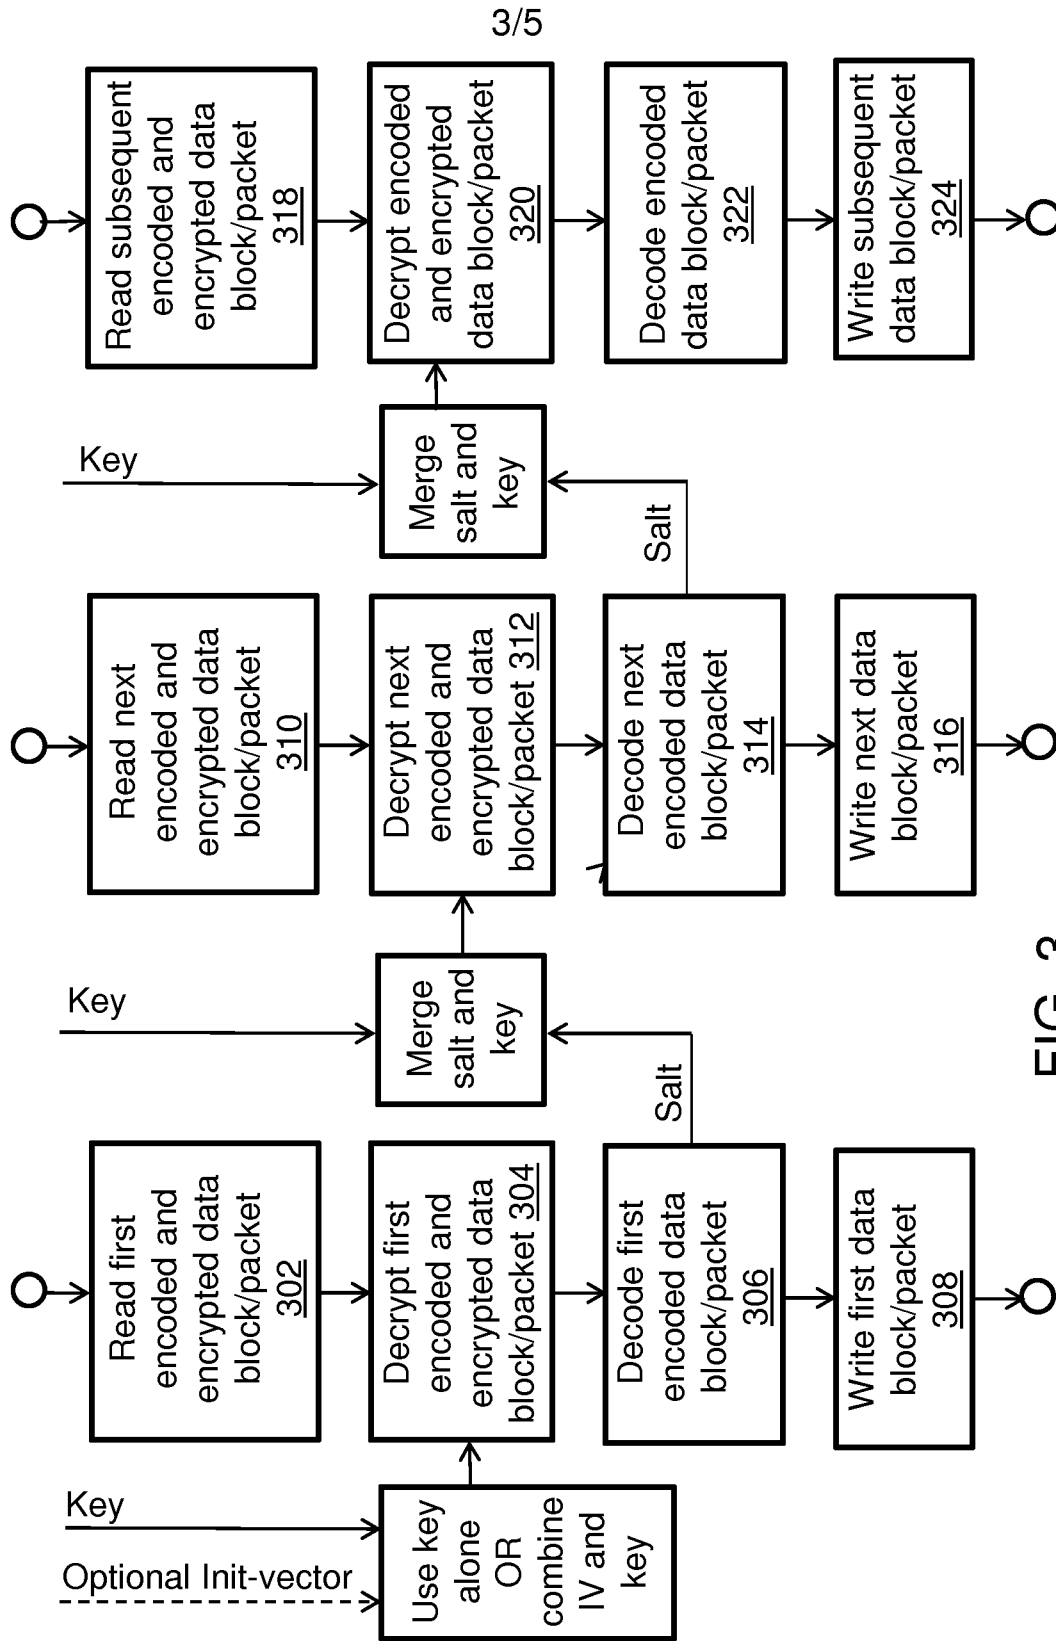 3/5
Optional Init-vector
Key
Use key
alone
OR
combine
IV and
key
Read first
encoded and
encrypted data
block/packet
302
Decrypt first
encoded and
encrypted data
block/packet 304
Decode first
encoded data
block/packet
306
Write first data
block/packet
308
Salt
Key
Merge
salt and
key
Read next
encoded and
encrypted data
block/packet
310
Decrypt next
encoded and
encrypted data
block/packet 312
Decode next
encoded data
block/packet
314
Write next data
block/packet
316
Salt
Key
Merge
salt and
key
Read subsequent
encoded and
encrypted data
block/packet
318
Decrypt encoded
and encrypted
data block/packet
320
Decode encoded
data block/packet
322
Write subsequent
data block/packet
324
FIG. 3